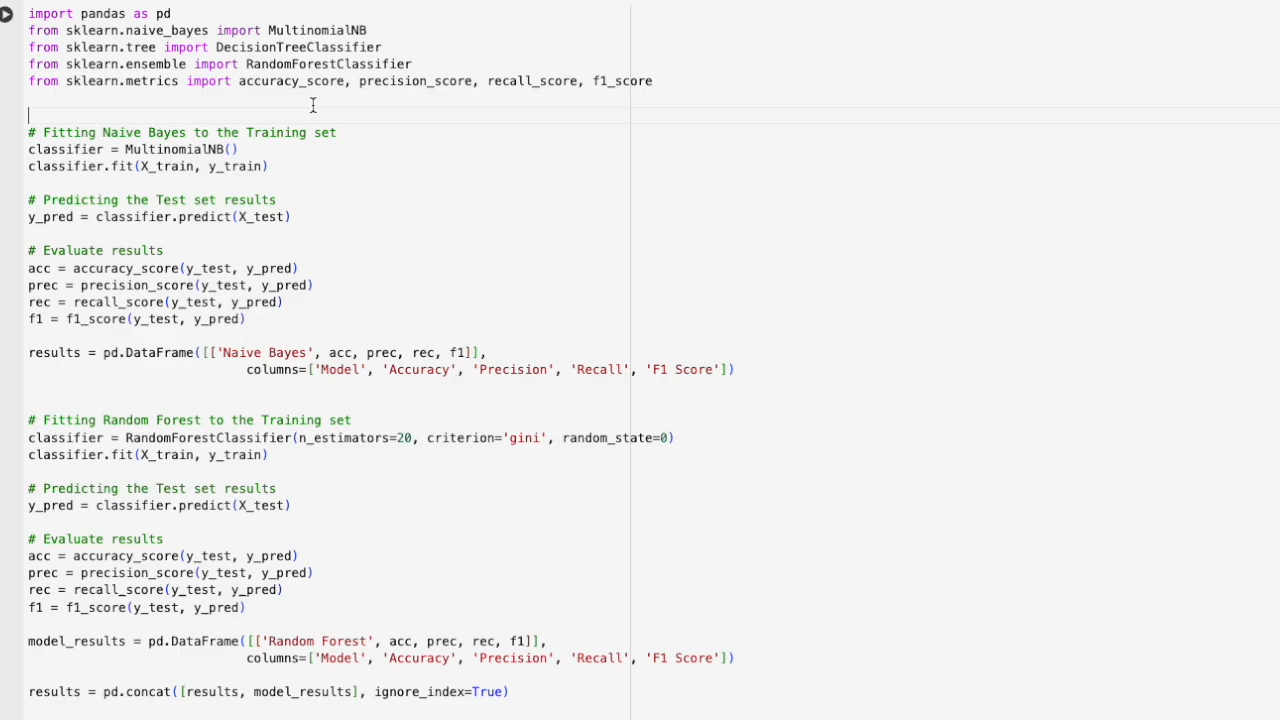 import pandas as pd
from sklearn.naive_bayes import MultinomialNB
from sklearn.tree import DecisionTreeClassifier
from sklearn.ensemble import RandomForestClassifier
from sklearn.metrics import accuracy_score, precision_score, recall_score, f1_score

# Fitting Naive Bayes to the Training set
classifier = MultinomialNB()
classifier.fit(X_train, y_train)

# Predicting the Test set results
y_pred = classifier.predict(X_test)

# Evaluate results
acc = accuracy_score(y_test, y_pred)
prec = precision_score(y_test, y_pred)
rec = recall_score(y_test, y_pred)
f1 = f1_score(y_test, y_pred)

results = pd.DataFrame([['Naive Bayes', acc, prec, rec, f1]],
                             columns=['Model', 'Accuracy', 'Precision', 'Recall', 'F1 Score'])

# Fitting Random Forest to the Training set
classifier = RandomForestClassifier(n_estimators=20, criterion='gini', random_state=0)
classifier.fit(X_train, y_train)

# Predicting the Test set results
y_pred = classifier.predict(X_test)

# Evaluate results
acc = accuracy_score(y_test, y_pred)
prec = precision_score(y_test, y_pred)
rec = recall_score(y_test, y_pred)
f1 = f1_score(y_test, y_pred)

model_results = pd.DataFrame([['Random Forest', acc, prec, rec, f1]],
                             columns=['Model', 'Accuracy', 'Precision', 'Recall', 'F1 Score'])

results = pd.concat([results, model_results], ignore_index=True)